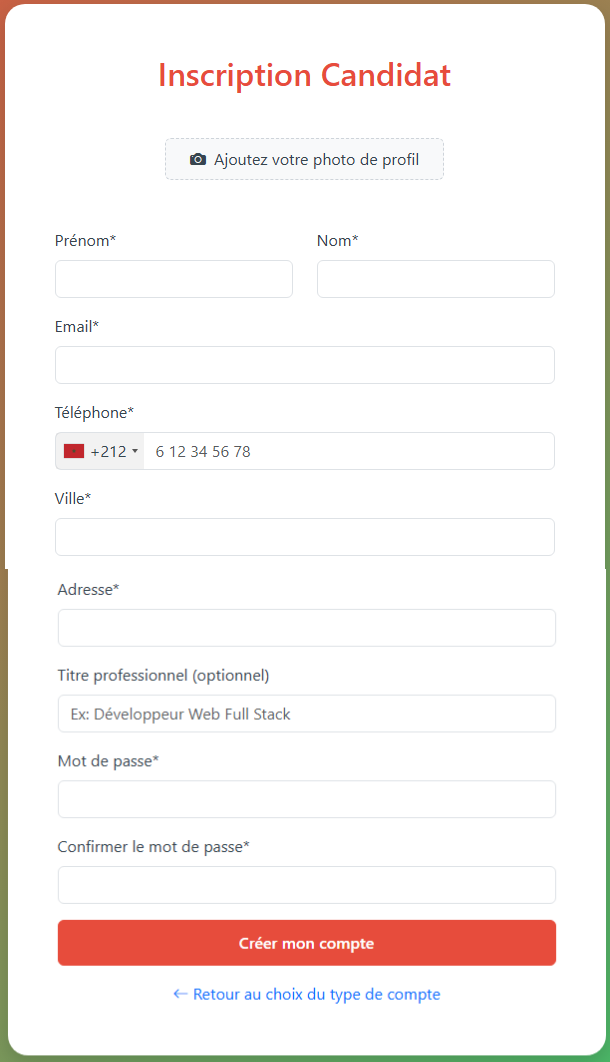 Inscription Candidat
Ajoutez votre photo de profil
Prénom* Nom*
Email*
Téléphone*
+212 6 12 34 56 78
Ville*
Adresse*
Titre professionnel (optionnel)
Ex: Développeur Web Full Stack
Mot de passe*
Confirmer le mot de passe*
Créer mon compte
← Retour au choix du type de compte